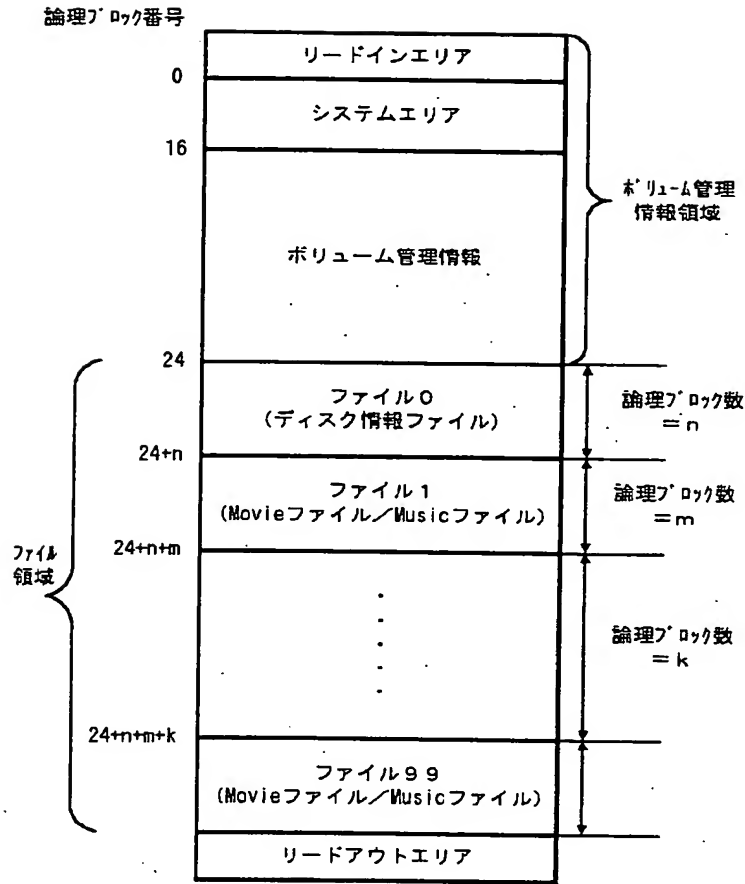 論理ブロック番号
リードインエリア
0
システムエリア
16
ボリューム管理
情報領域
ボリューム管理情報
24
ファイル0
(ディスク情報ファイル)
論理ブロック数
=n
24+n
ファイル1
(Movieファイル/Musicファイル)
論理ブロック数
=m
24+n+m
ファイル
領域
論理ブロック数
=k
24+n+m+k
ファイル99
(Movieファイル/Musicファイル)
リードアウトエリア